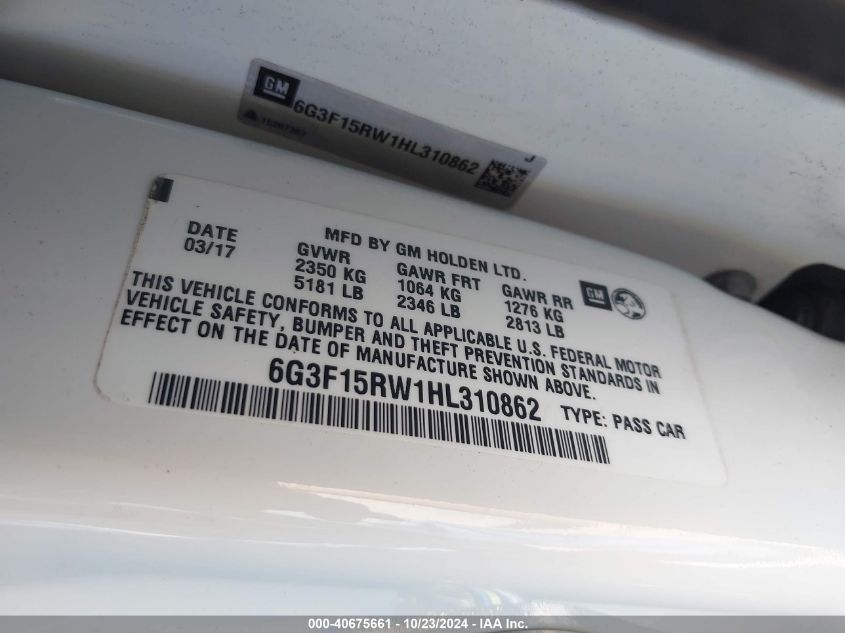 GM
6G3F15RW1HL310862
J
DATE
03/17
MFD BY GM HOLDEN LTD.
GVWR
2350 KG
5181 LB
GAWR FRT
1064 KG
2346 LB
GAWR RR
1276 KG
2813 LB
GM
THIS VEHICLE CONFORMS TO ALL APPLICABLE U.S. FEDERAL MOTOR
VEHICLE SAFETY, BUMPER AND THEFT PREVENTION STANDARDS IN
EFFECT ON THE DATE OF MANUFACTURE SHOWN ABOVE.
6G3F15RW1HL310862
TYPE: PASS CAR
000-40675661 - 10/23/2024 - IAA Inc.